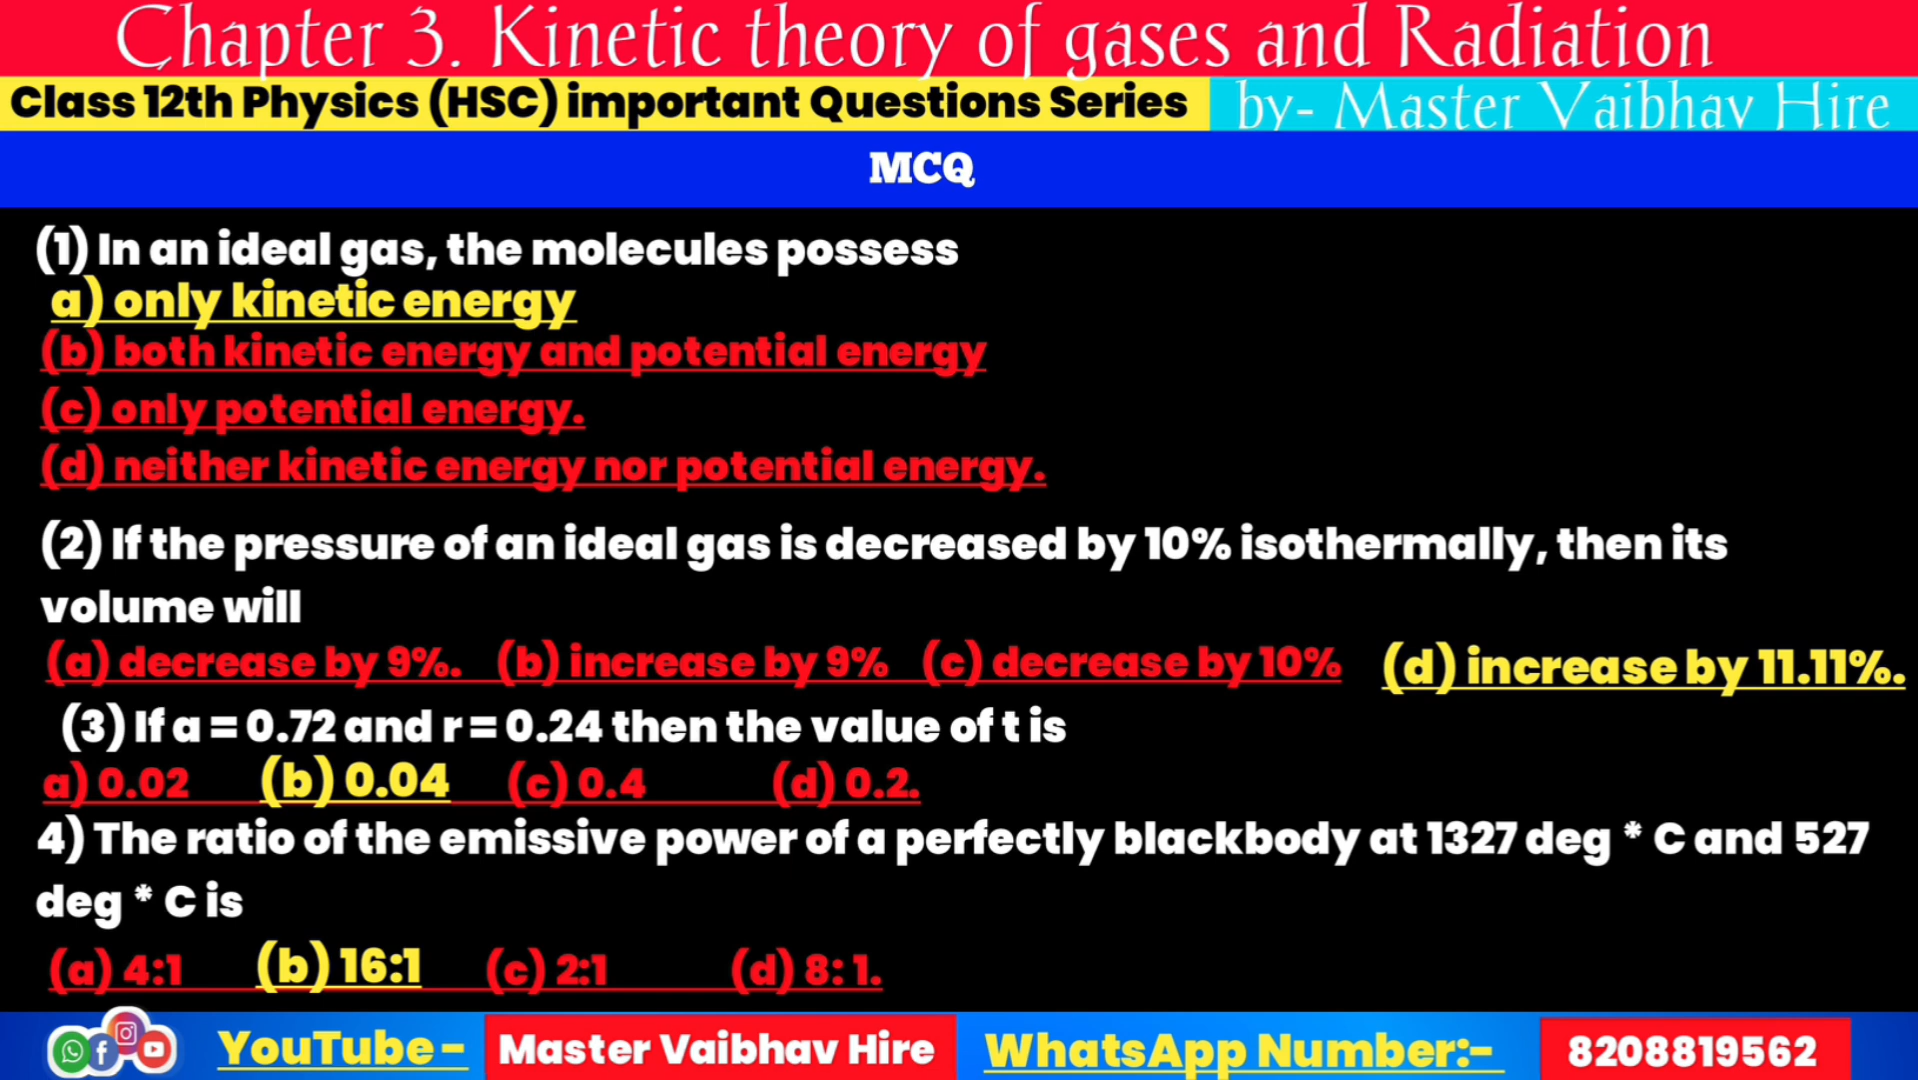 Chapter 3. Kinetic theory of gases and Radiation
Class 12th Physics (HSC) important Questions Series by- Master Vaibhav Hire
MCQ
(1) In an ideal gas, the molecules possess
a) only kinetic energy
(b) both kinetic energy and potential energy
(c) only potential energy.
(d) neither kinetic energy nor potential energy.
(2) If the pressure of an ideal gas is decreased by 10% isothermally, then its
volume will
(a) decrease by 9%. (b) increase by 9% (c) decrease by 10% (d) increase by 11.11%.
(3) If a = 0.72 and r = 0.24 then the value of t is
a) 0.02 (b) 0.04 (c) 0.4 (d) 0.2.
4) The ratio of the emissive power of a perfectly blackbody at 1327 deg * C and 527
deg * C is
(a) 4:1 (b) 16:1 (c) 2:1 (d) 8: 1.
YouTube- Master Vaibhav Hire WhatsApp Number:- 8208819562